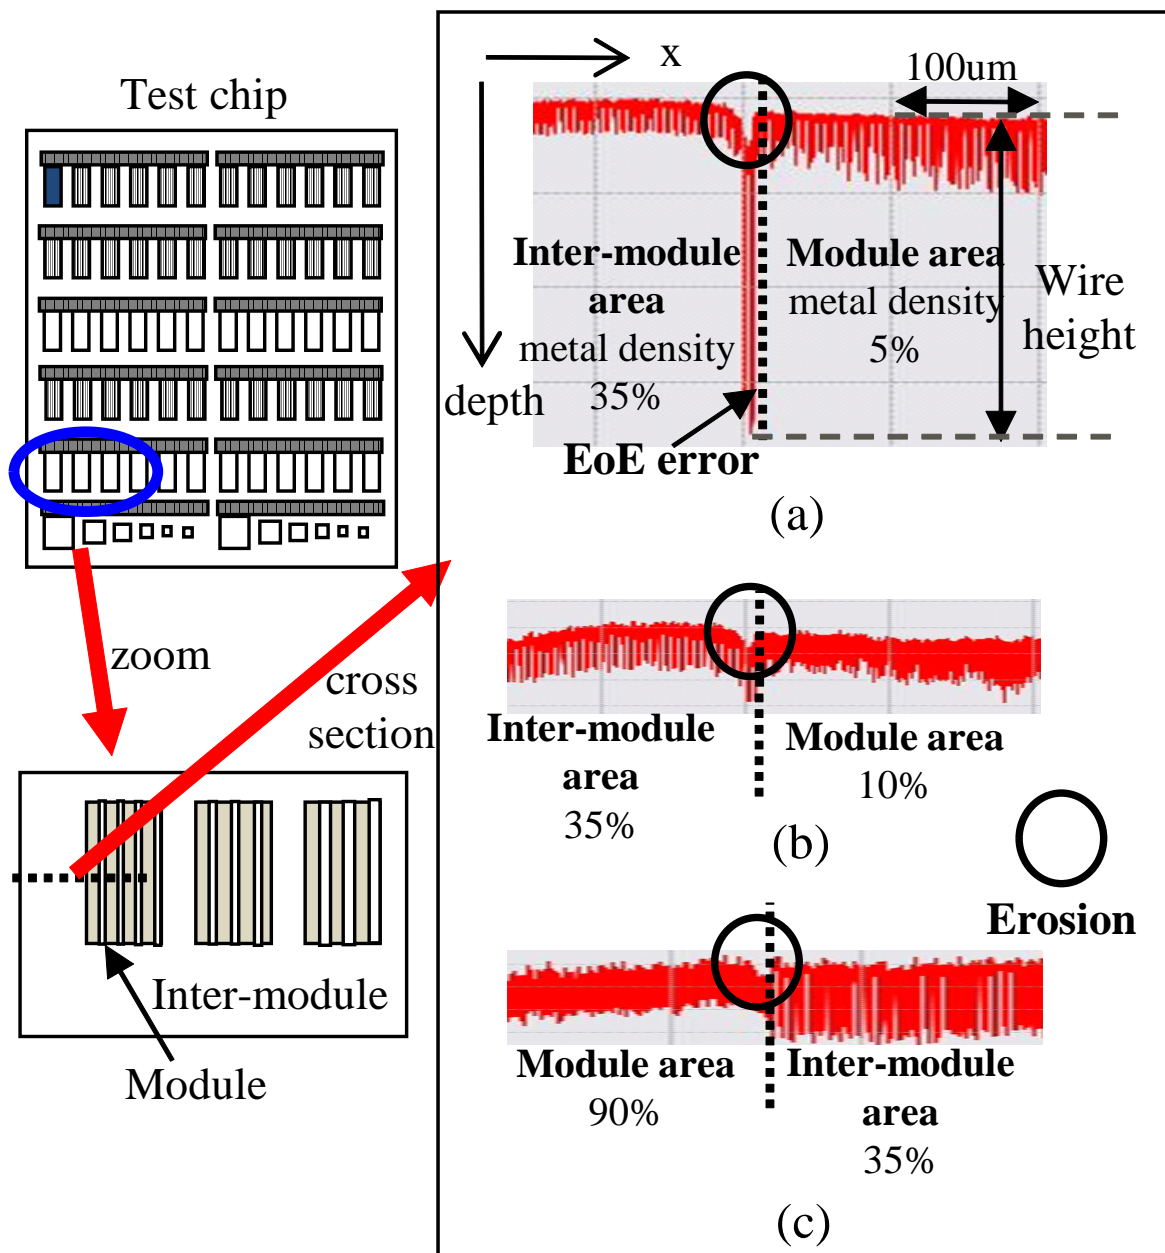 Test chip
zoom
cross
section
Inter-module
Module
x
100um
Inter-module
area
metal density
35%
Module area
metal density
5%
Wire
height
depth
EoE error
(a)
Inter-module
area
35%
Module area
10%
(b)
Erosion
Module area
90%
Inter-module
area
35%
(c)